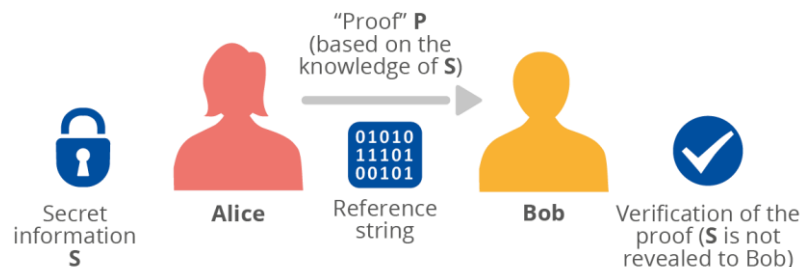 “Proof” P
(based on the
knowledge of S)
01010
11101
00101
Secret
information
S
Alice
Reference
string
Bob
Verification of the
proof (S is not
revealed to Bob)